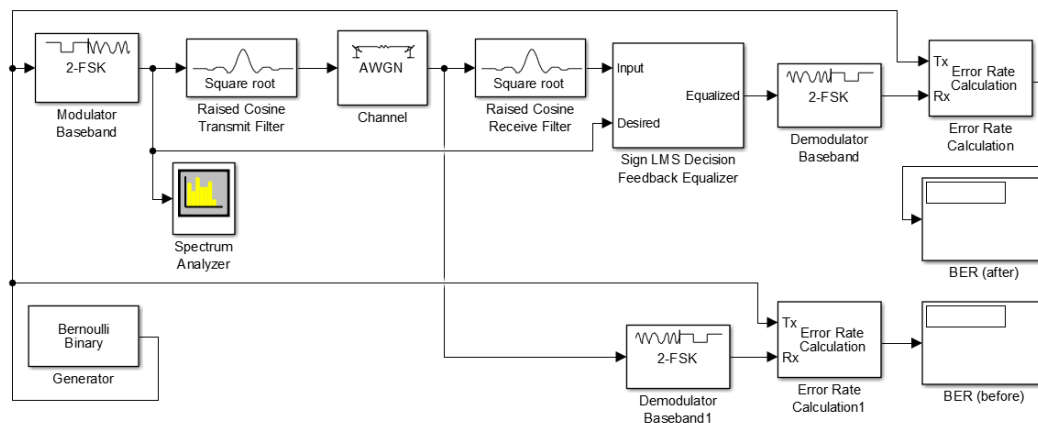 2-FSK
Modulator
Baseband
Square root
Raised Cosine
Transmit Filter
AWGN
Channel
Square root
Raised Cosine
Receive Filter
Input
Desired
Equalized
Sign LMS Decision
Feedback Equalizer
2-FSK
Demodulator
Baseband
Tx
Rx
Error Rate
Calculation
Error Rate
Calculation
Spectrum
Analyzer
BER (after)
Bernoulli
Binary
Generator
2-FSK
Demodulator
Baseband1
Tx
Rx
Error Rate
Calculation
Error Rate
Calculation1
BER (before)